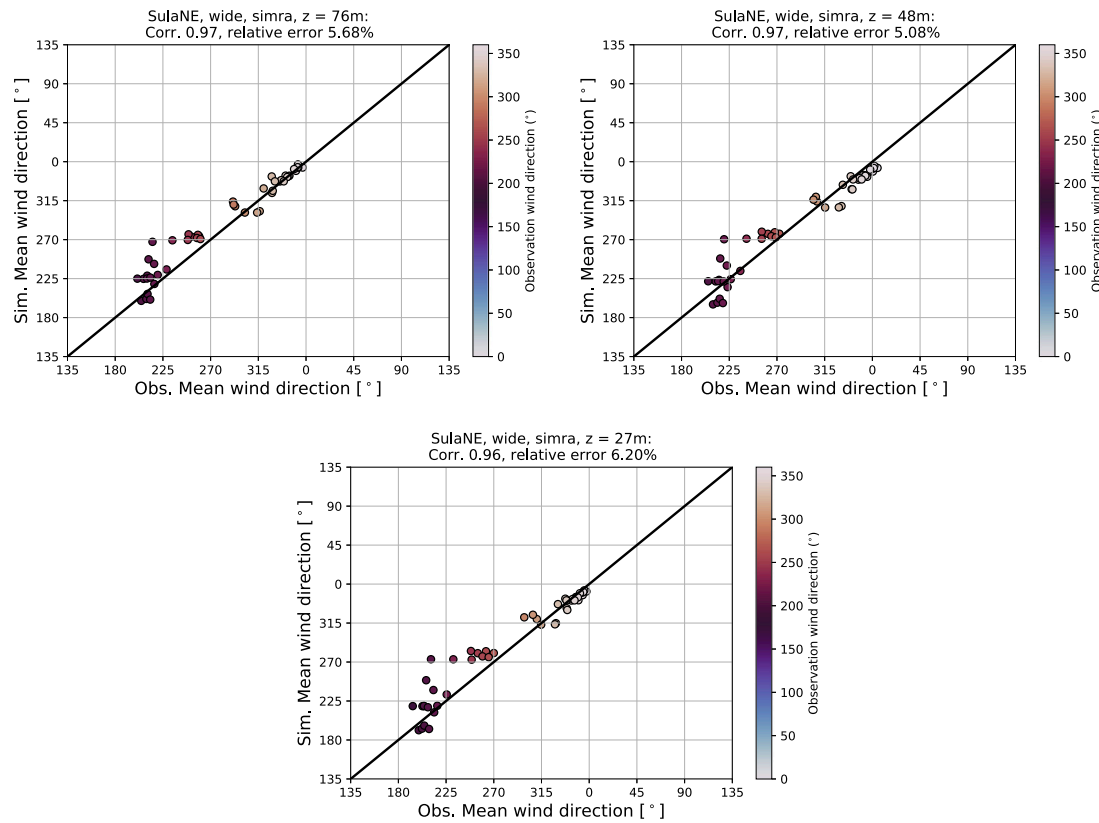 SulaNE, wide, simra, z = 76m:
Corr. 0.97, relative error 5.68%
135
90
45
0
315
270
225
180
135
Sim. Mean wind direction [°]
135 180 225 270 315 0 45 90 135
Obs. Mean wind direction [°]
350
300
250
200
150
100
50
0
Observation wind direction (°)
SulaNE, wide, simra, z = 48m:
Corr. 0.97, relative error 5.08%
135
90
45
0
315
270
225
180
135
Sim. Mean wind direction [°]
135 180 225 270 315 0 45 90 135
Obs. Mean wind direction [°]
350
300
250
200
150
100
50
0
Observation wind direction (°)
SulaNE, wide, simra, z = 27m:
Corr. 0.96, relative error 6.20%
135
90
45
0
315
270
225
180
135
Sim. Mean wind direction [°]
135 180 225 270 315 0 45 90 135
Obs. Mean wind direction [°]
350
300
250
200
150
100
50
0
Observation wind direction (°)